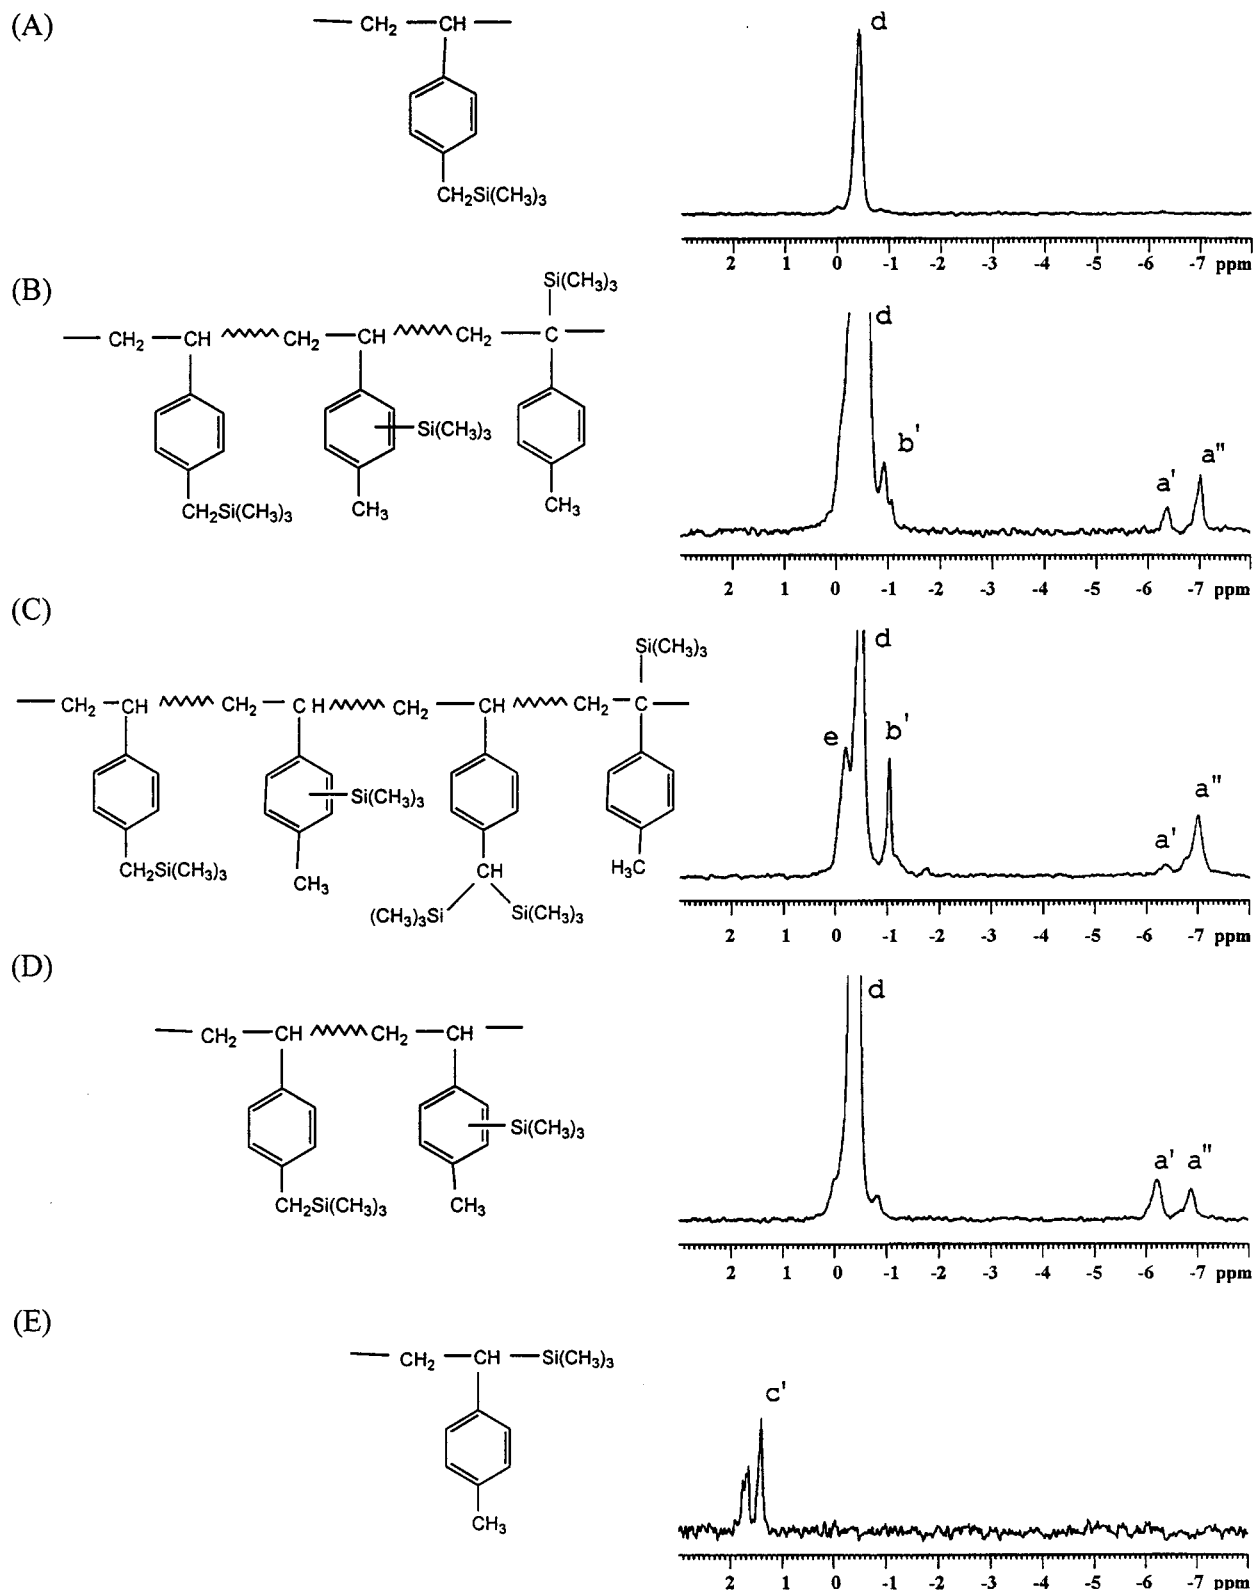 (A)
CH2 CH
CH2Si(CH3)3
d
2 1 0 -1 -2 -3 -4 -5 -6 -7 ppm
(B)
Si(CH3)3
CH2 CH CH2 CH CH2 C
Si(CH3)3
CH2Si(CH3)3
CH3
CH3
d
b'
a'
a"
2 1 0 -1 -2 -3 -4 -5 -6 -7 ppm
(C)
Si(CH3)3
CH2 CH CH2 CH CH2 CH CH2 C
Si(CH3)3
CH2Si(CH3)3
CH3
CH
H3C
(CH3)3Si
Si(CH3)3
d
e
b'
a'
a"
2 1 0 -1 -2 -3 -4 -5 -6 -7 ppm
(D)
CH2 CH CH2 CH
Si(CH3)3
CH2Si(CH3)3
CH3
d
a'
a"
2 1 0 -1 -2 -3 -4 -5 -6 -7 ppm
(E)
CH2 CH Si(CH3)3
CH3
c'
2 1 0 -1 -2 -3 -4 -5 -6 -7 ppm